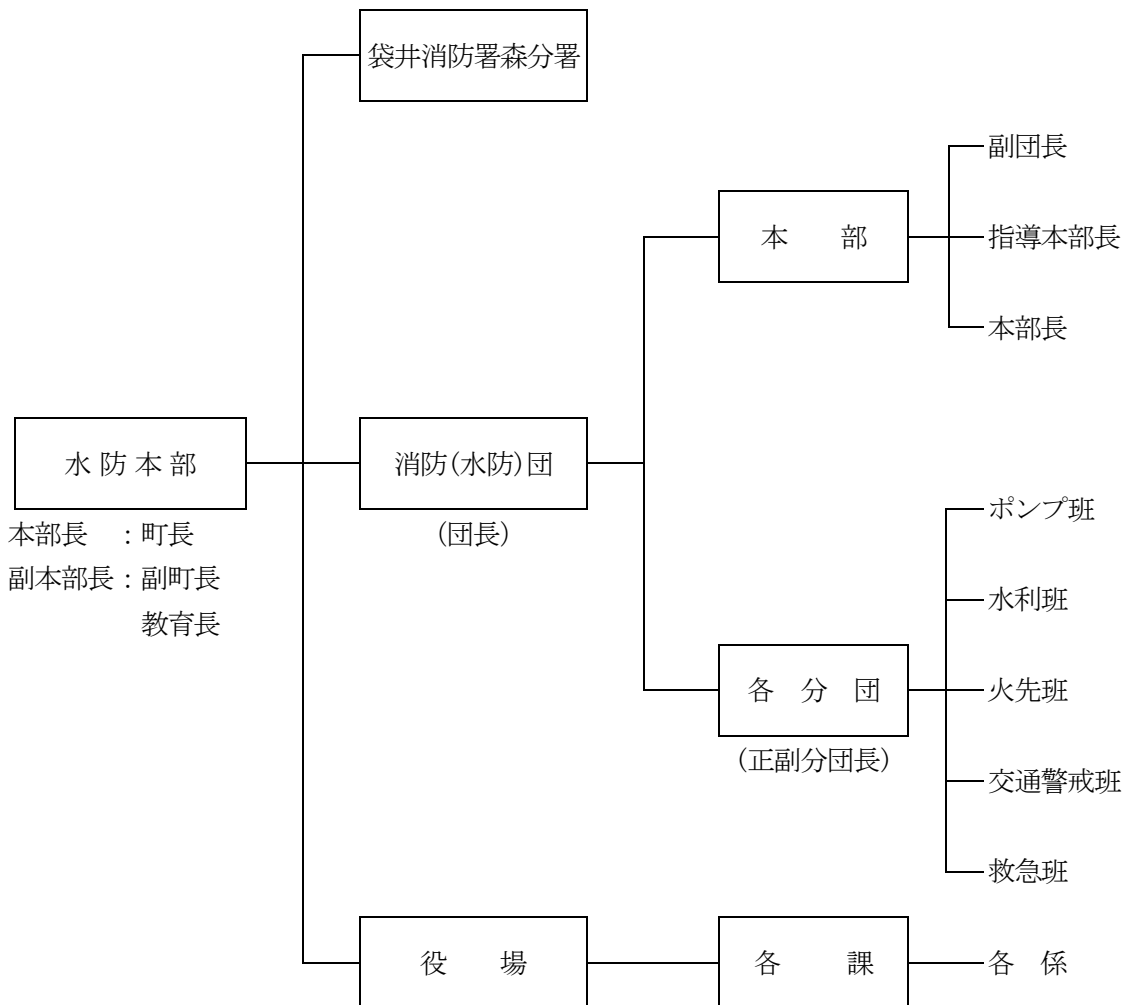 袋井消防署森分署
副団長
本　　部
指導本部長
本部長
水 防 本 部
消防(水防)団
(団長)
本部長　：町長
副本部長：副町長
教育長
ポンプ班
水利班
各　分　団
火先班
(正副分団長)
交通警戒班
救急班
役　　場
各　　課
各　係